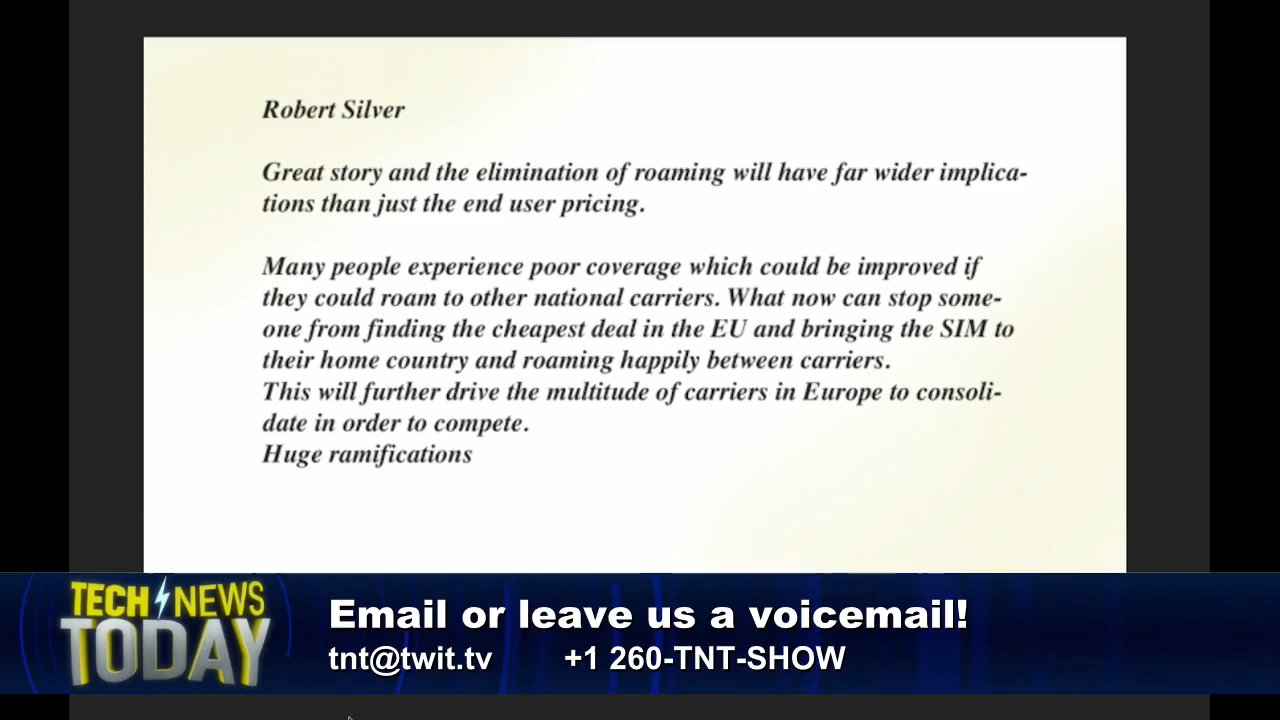 Robert Silver
Great story and the elimination of roaming will have far wider implica-
tions than just the end user pricing.
Many people experience poor coverage which could be improved if
they could roam to other national carriers. What now can stop some-
one from finding the cheapest deal in the EU and bringing the SIM to
their home country and roaming happily between carriers.
This will further drive the multitude of carriers in Europe to consoli-
date in order to compete.
Huge ramifications
TECH NEWS
TODAY
Email or leave us a voicemail!
tnt@twit.tv +1 260-TNT-SHOW